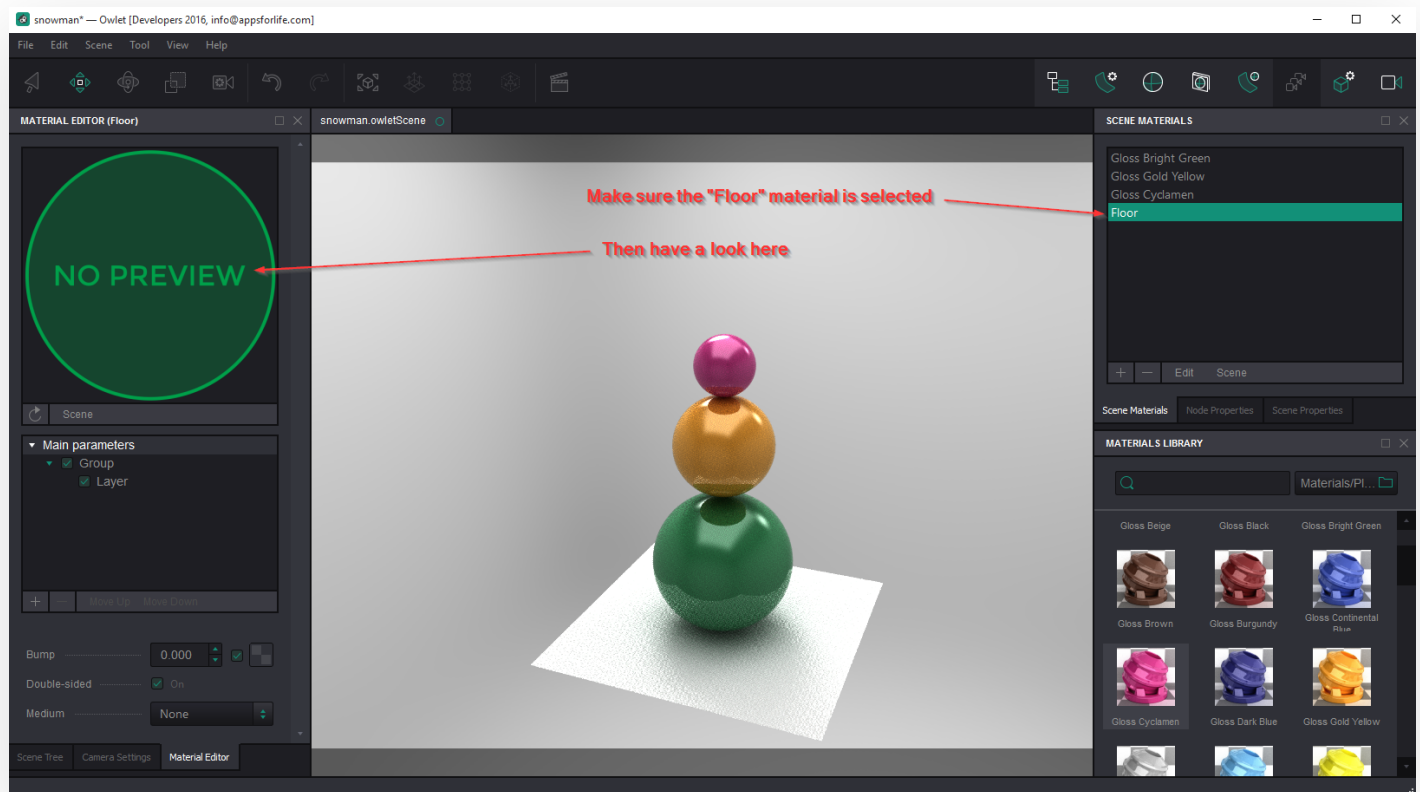 snowman* — Owlet [Developers 2016, info@appsforlife.com]
File Edit Scene Tool View Help
MATERIAL EDITOR (Floor)
snowman.owletScene
SCENE MATERIALS
NO PREVIEW
Scene
Main parameters
Group
Layer
Move Up Move Down
Bump 0.000
Double-sided On
Medium None
Scene Tree Camera Settings Material Editor
Make sure the "Floor" material is selected
Then have a look here
Gloss Bright Green
Gloss Gold Yellow
Gloss Cyclamen
Floor
Edit Scene
Scene Materials Node Properties Scene Properties
MATERIALS LIBRARY
Materials/Pl...
Gloss Beige Gloss Black Gloss Bright Green
Gloss Brown Gloss Burgundy Gloss Continental
Blue
Gloss Cyclamen Gloss Dark Blue Gloss Gold Yellow